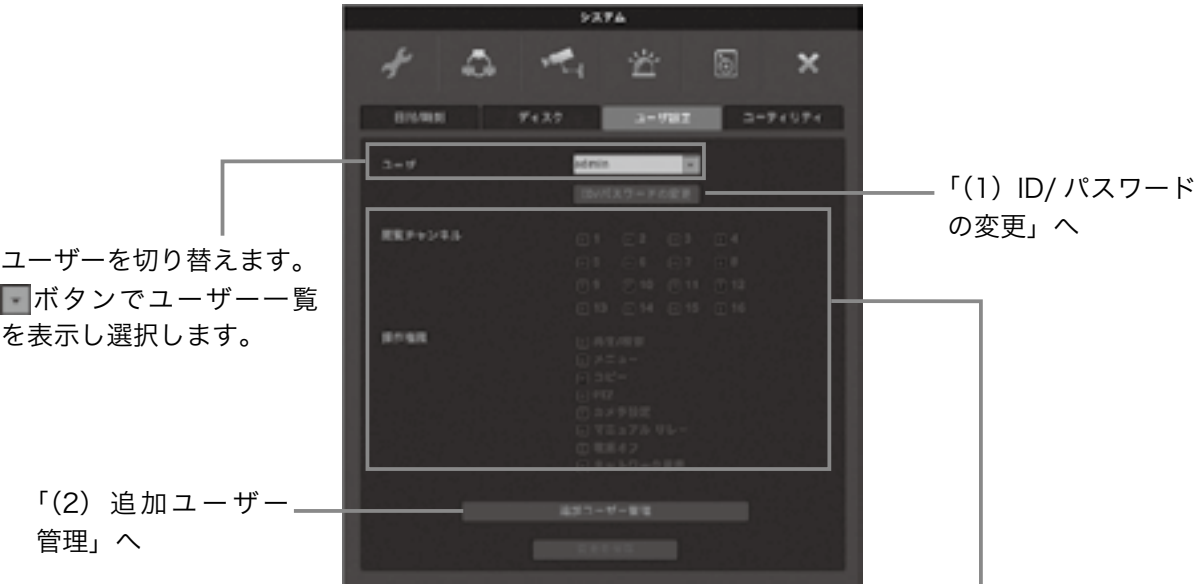 システム
日付/時刻 ディスク ユーザ設定 ユーティリティ
ユーザ admin
ID/パスワードの変更
「(1) ID/ パスワード
の変更」へ
閲覧チャンネル
1 2 3 4
5 6 7 8
9 10 11 12
13 14 15 16
ユーザーを切り替えます。
ボタンでユーザー一覧
を表示し選択します。
操作権限
再生/検索
メニュー
コピー
PTZ
カメラ設定
マニュアル リレー
電源オフ
追加ユーザー管理
「(2) 追加ユーザー
管理」へ